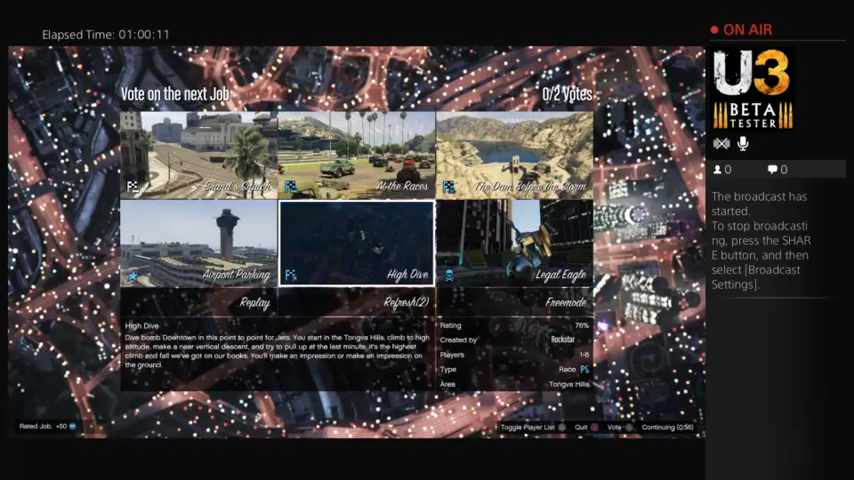 Elapsed Time: 01:00:11
ON AIR
U3
BETA
TESTER
0
0
The broadcast has
started.
To stop broadcasti
ng, press the SHAR
E button, and then
select [Broadcast
Settings].
Vote on the next Job
0/2 Votes
At the Races
The Dam Before the Storm
Airport Parking
High Dive
Legal Eagle
Replay
Refresh(2)
Freemode
High Dive
Dive bomb Downtown in this point to point for Jets. You start in the Tongva Hills, climb to high
altitude, make a near vertical descent, and try to pull up at the last minute. It's the highest
climb and fall we've got on our books. You'll make an impression or make an impression on
the ground.
Rating 76%
Created by Rockstar
Players 1-6
Type Race
Area Tongva Hills
Rated Job. +50
Toggle Player List
Quit
Vote
Continuing (0:56)